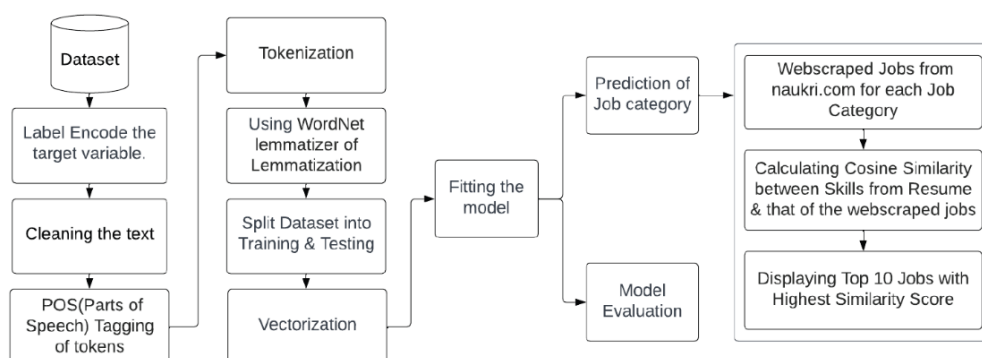 Dataset
Label Encode the
target variable.
Cleaning the text
POS(Parts of
Speech) Tagging
of tokens
Tokenization
Using WordNet
lemmatizer of
Lemmatization
Split Dataset into
Training & Testing
Vectorization
Fitting the
model
Prediction of
Job category
Model
Evaluation
Webscraped Jobs from
naukri.com for each Job
Category
Calculating Cosine Similarity
between Skills from Resume
& that of the webscraped jobs
Displaying Top 10 Jobs with
Highest Similarity Score